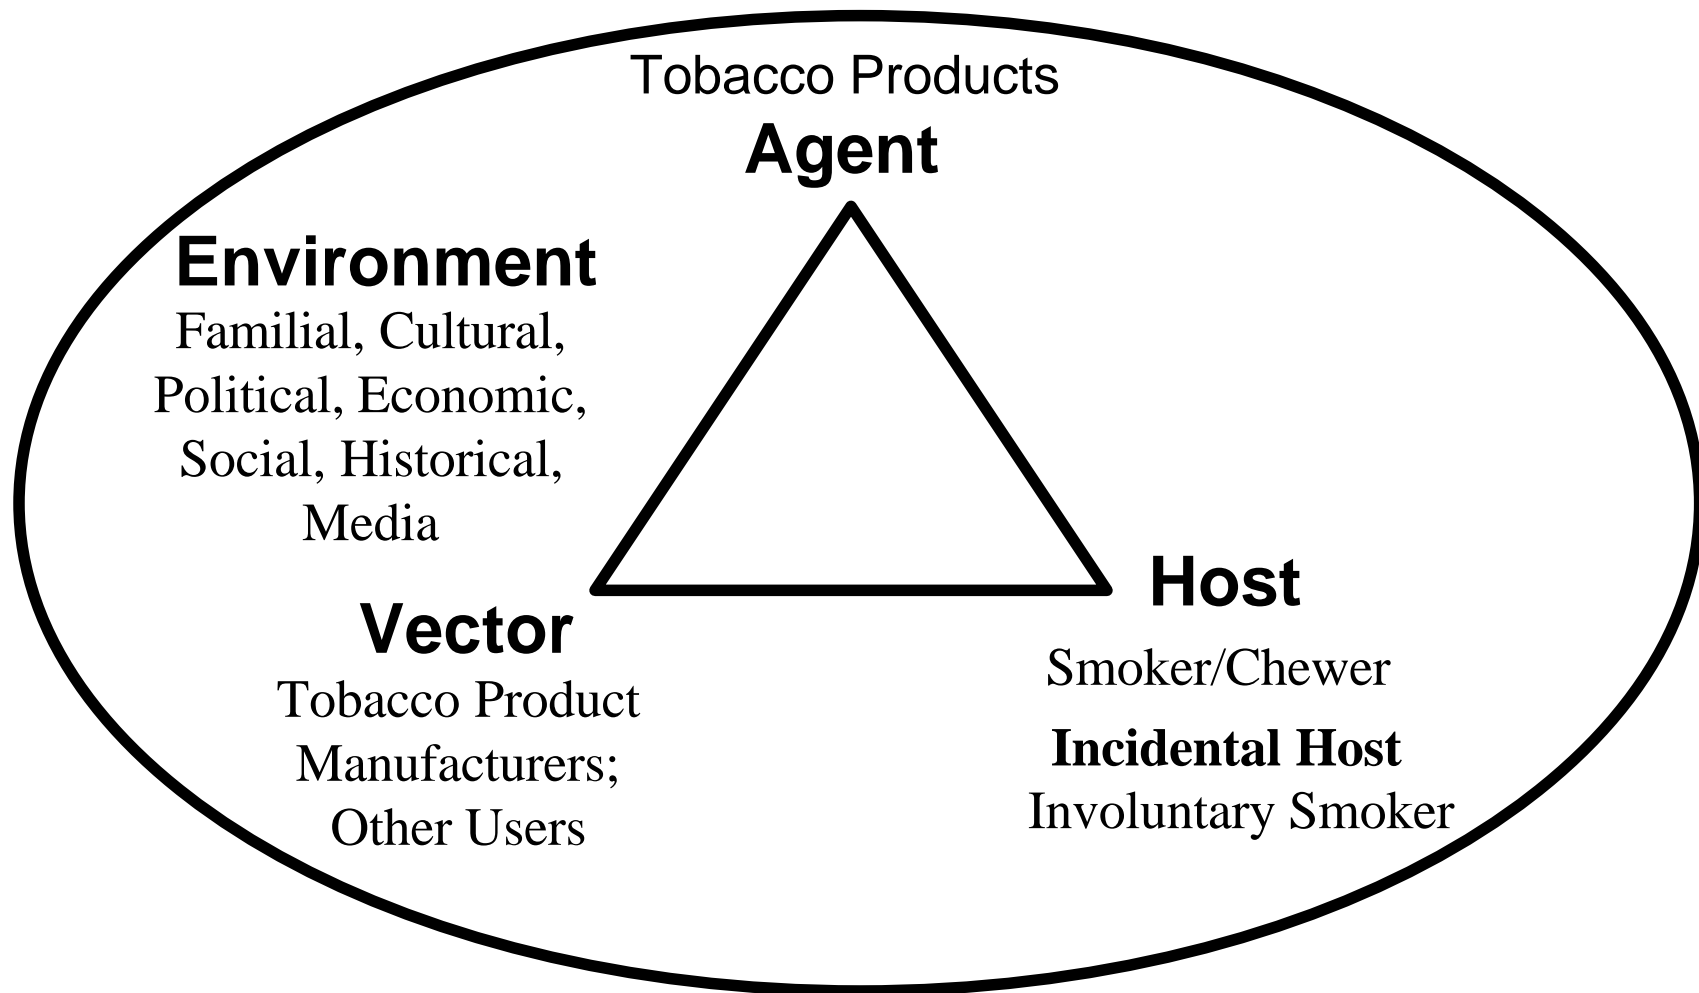 Tobacco Products
Agent
Environment
Familial, Cultural,
Political, Economic,
Social, Historical,
Media
Vector
Tobacco Product
Manufacturers;
Other Users
Host
Smoker/Chewer
Incidental Host
Involuntary Smoker